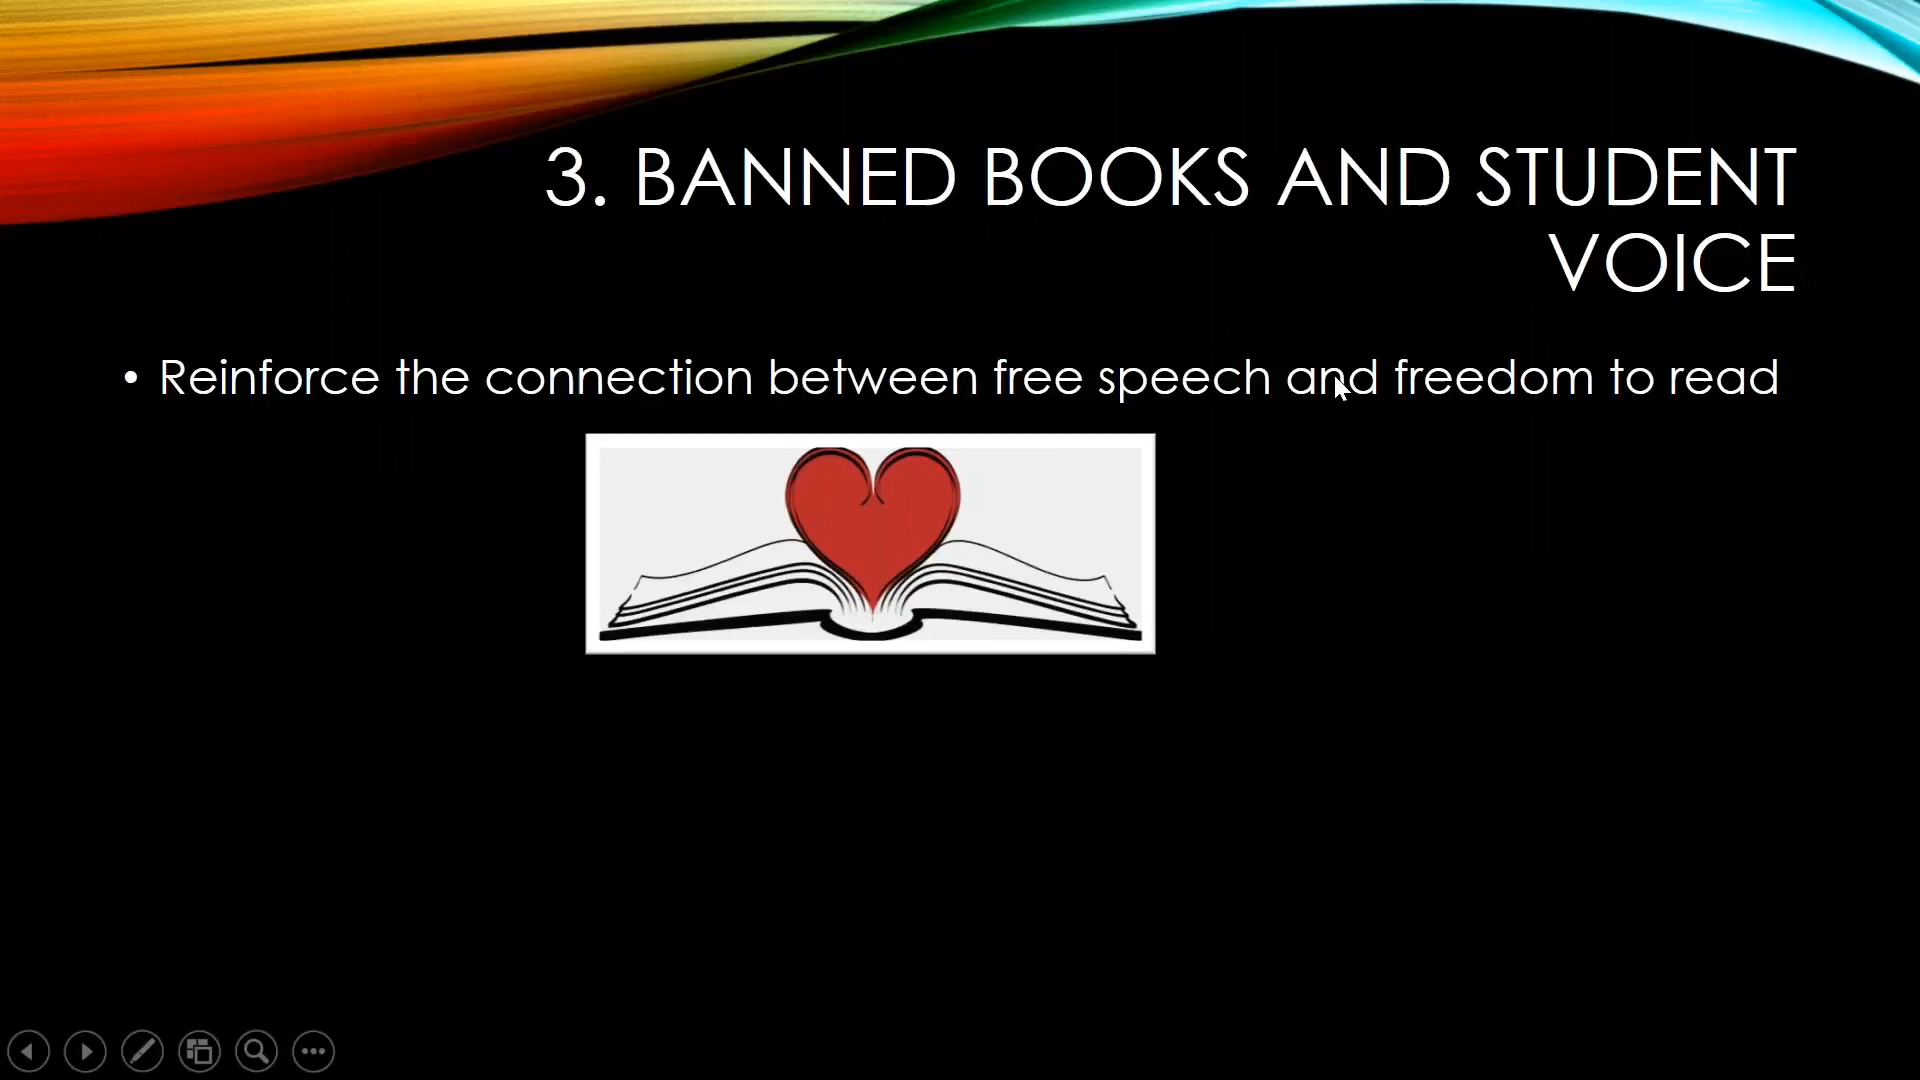 3. BANNED BOOKS AND STUDENT
VOICE
• Reinforce the connection between free speech and freedom to read